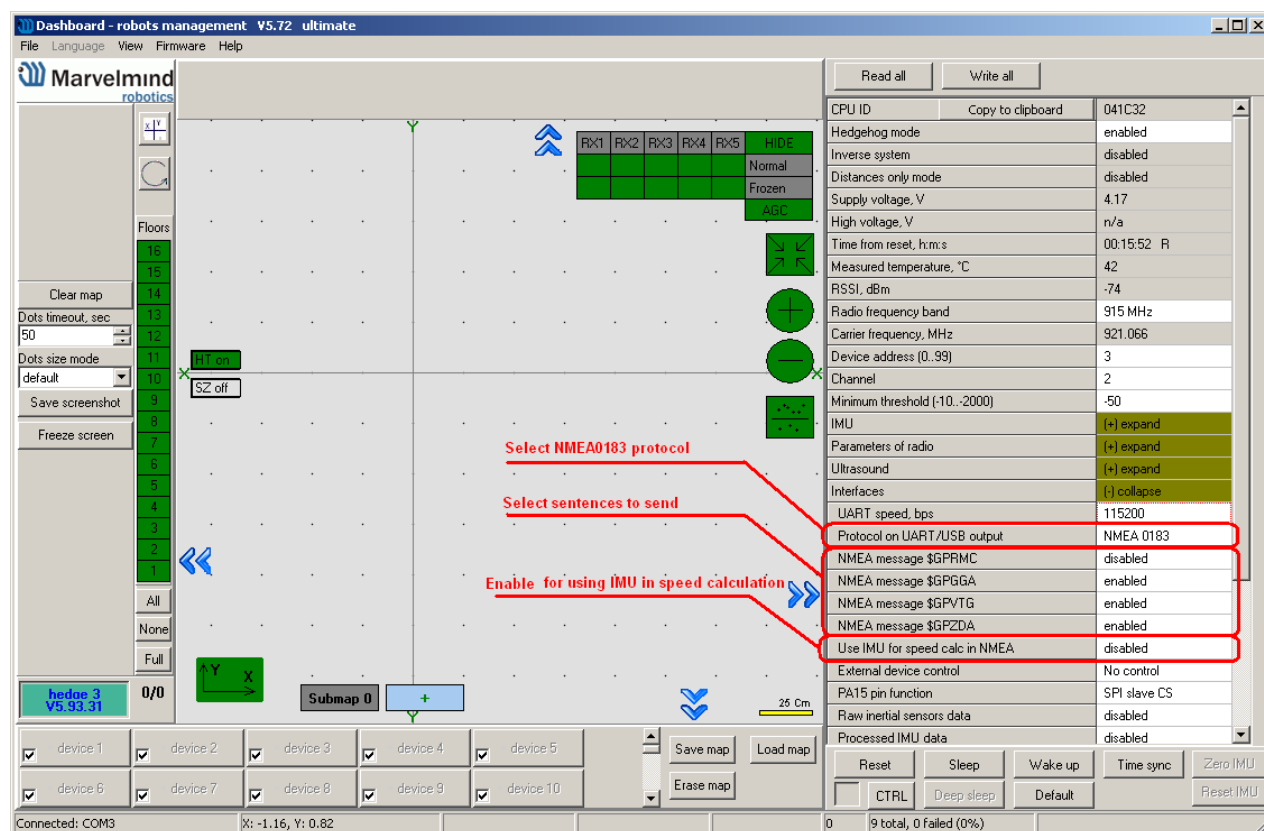 Dashboard - robots management V5.72 ultimate
File Language View Firmware Help
Marvelmind
robotics
Read all Write all
X Y
Floors
16
15
14
13
12
11
10
9
8
7
6
5
4
3
2
1
All
None
Full
Clear map
Dots timeout, sec
50
Dots size mode
default
Save screenshot
Freeze screen
hedge 3
V5.93.31
0/0
Y
RX1 RX2 RX3 RX4 RX5 HIDE
Normal
Frozen
AGC
HT on
SZ off
X
X
Select NMEA0183 protocol
Select sentences to send
Enable for using IMU in speed calculation
Y
X
Submap 0
+
Y
25 Cm
CPU ID Copy to clipboard 041C32
Hedgehog mode enabled
Inverse system disabled
Distances only mode disabled
Supply voltage, V 4.17
High voltage, V n/a
Time from reset, h:m:s 00:15:52 R
Measured temperature, °C 42
RSSI, dBm -74
Radio frequency band 915 MHz
Carrier frequency, MHz 921.066
Device address (0..99) 3
Channel 2
Minimum threshold (-10..-2000) -50
IMU (+) expand
Parameters of radio (+) expand
Ultrasound (+) expand
Interfaces (-) collapse
UART speed, bps 115200
Protocol on UART/USB output NMEA 0183
NMEA message $GPRMC disabled
NMEA message $GPGGA enabled
NMEA message $GPVTG enabled
NMEA message $GPZDA enabled
Use IMU for speed calc in NMEA disabled
External device control No control
PA15 pin function SPI slave CS
Raw inertial sensors data disabled
Processed IMU data disabled
device 1 device 2 device 3 device 4 device 5
device 6 device 7 device 8 device 9 device 10
Save map Load map
Erase map
Reset Sleep Wake up Time sync Zero IMU
CTRL Deep sleep Default Reset IMU
Connected: COM3 X: -1.16, Y: 0.82 0 9 total, 0 failed (0%)